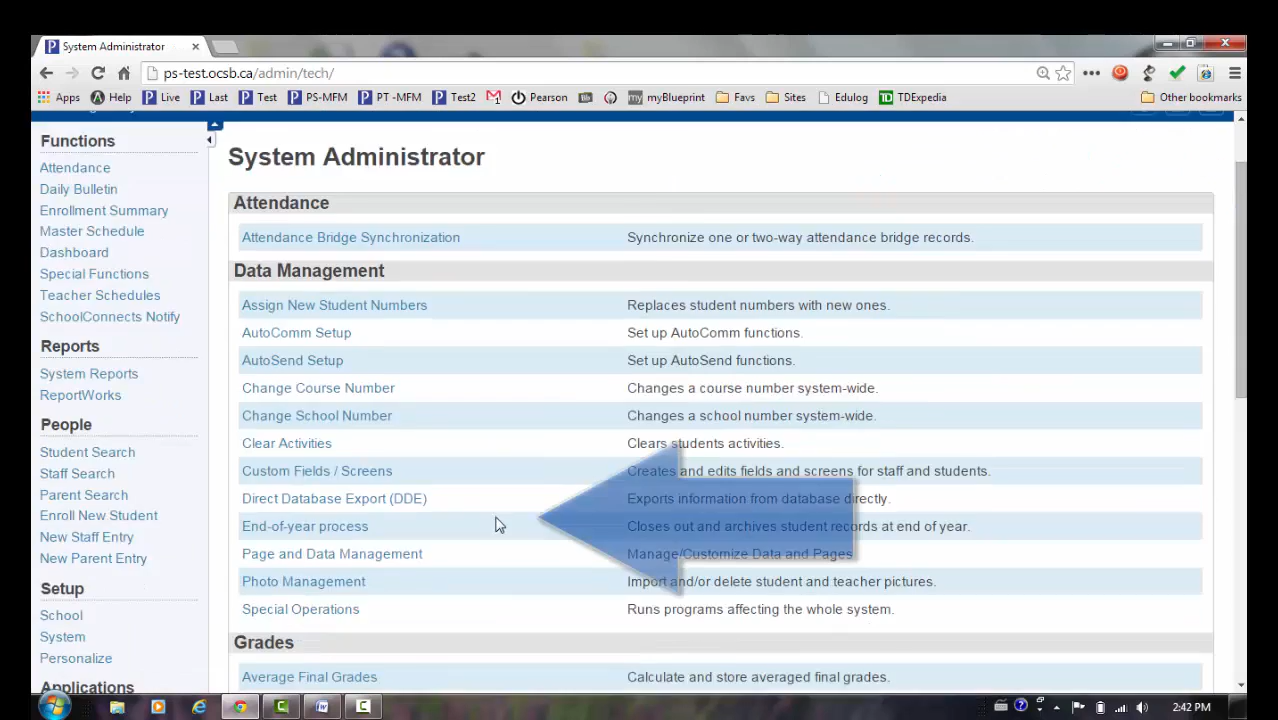 System Administrator
ps-test.ocsb.ca/admin/tech/
Apps Help Live Last Test PS-MFM PT -MFM Test2 Pearson my myBlueprint Favs Sites Edulog TD TDExpedia Other bookmarks
Functions
Attendance
Daily Bulletin
Enrollment Summary
Master Schedule
Dashboard
Special Functions
Teacher Schedules
SchoolConnects Notify
Reports
System Reports
ReportWorks
People
Student Search
Staff Search
Parent Search
Enroll New Student
New Staff Entry
New Parent Entry
Setup
School
System
Personalize
Applications
System Administrator
Attendance
Attendance Bridge Synchronization Synchronize one or two-way attendance bridge records.
Data Management
Assign New Student Numbers Replaces student numbers with new ones.
AutoComm Setup Set up AutoComm functions.
AutoSend Setup Set up AutoSend functions.
Change Course Number Changes a course number system-wide.
Change School Number Changes a school number system-wide.
Clear Activities Clears students activities.
Custom Fields / Screens Creates and edits fields and screens for staff and students.
Direct Database Export (DDE) Exports information from database directly.
End-of-year process Closes out and archives student records at end of year.
Page and Data Management Manage/Customize Data and Pages
Photo Management Import and/or delete student and teacher pictures.
Special Operations Runs programs affecting the whole system.
Grades
Average Final Grades Calculate and store averaged final grades.
2:42 PM